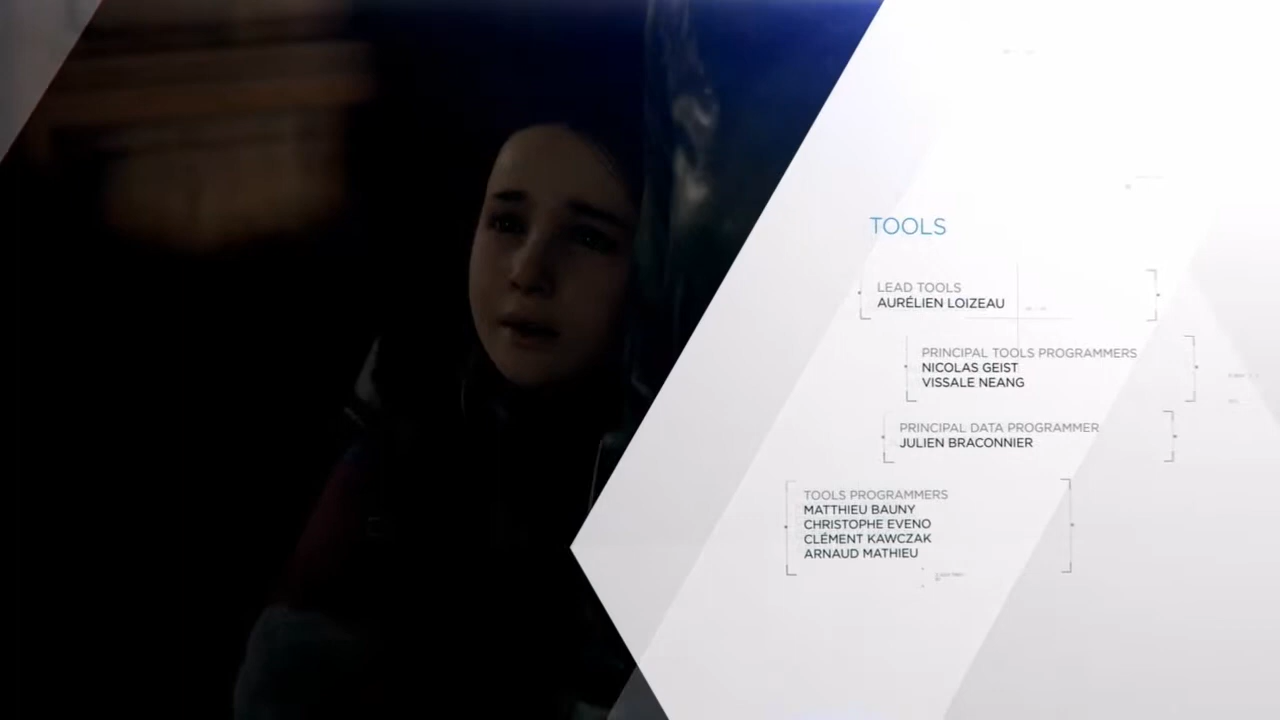 TOOLS
LEAD TOOLS
AURÉLIEN LOIZEAU
PRINCIPAL TOOLS PROGRAMMERS
NICOLAS GEIST
VISSALE NEANG
PRINCIPAL DATA PROGRAMMER
JULIEN BRACONNIER
TOOLS PROGRAMMERS
MATTHIEU BAUNY
CHRISTOPHE EVENO
CLÉMENT KAWCZAK
ARNAUD MATHIEU